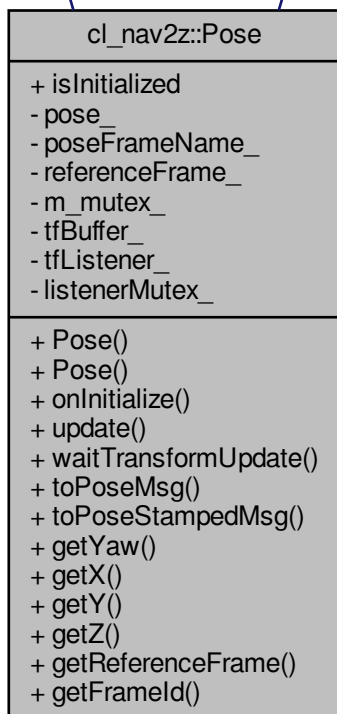 cl_nav2z::Pose
+ isInitialized
- pose_
- poseFrameName_
- referenceFrame_
- m_mutex_
- tfBuffer_
- tfListener_
- listenerMutex_
+ Pose()
+ Pose()
+ onInitialize()
+ update()
+ waitTransformUpdate()
+ toPoseMsg()
+ toPoseStampedMsg()
+ getYaw()
+ getX()
+ getY()
+ getZ()
+ getReferenceFrame()
+ getFrameId()